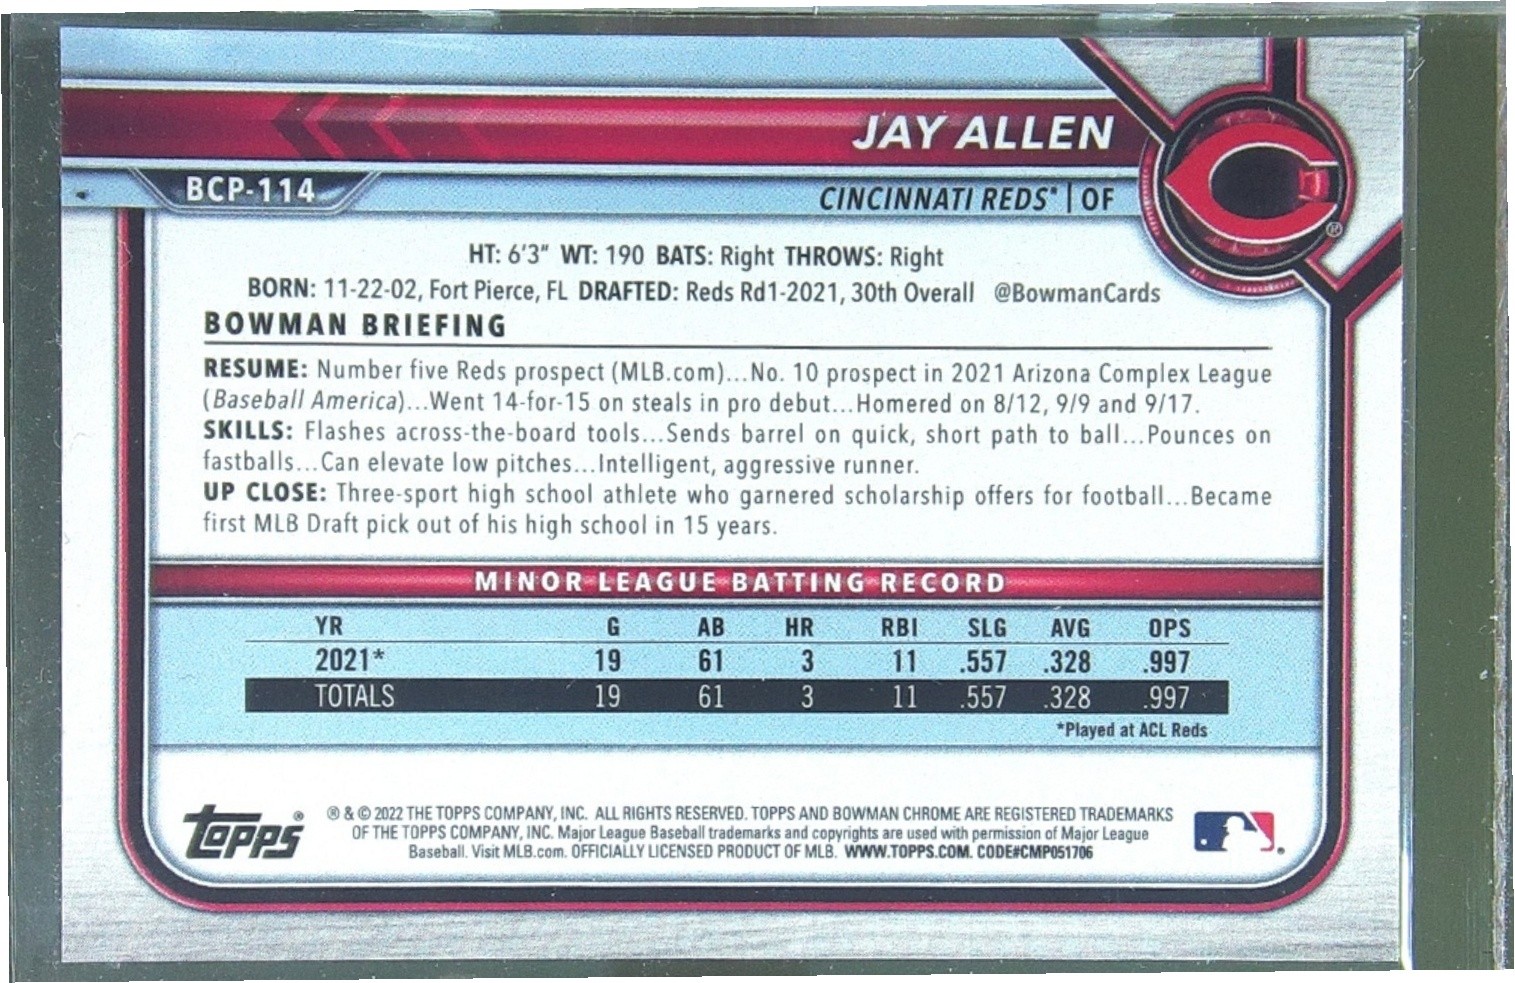 JAY ALLEN
BCP-114
CINCINNATI REDS® | OF
HT: 6'3" WT: 190 BATS: Right THROWS: Right
BORN: 11-22-02, Fort Pierce, FL DRAFTED: Reds Rd1-2021, 30th Overall @BowmanCards
BOWMAN BRIEFING
RESUME: Number five Reds prospect (MLB.com)...No. 10 prospect in 2021 Arizona Complex League
(Baseball America)...Went 14-for-15 on steals in pro debut...Homered on 8/12, 9/9 and 9/17.
SKILLS: Flashes across-the-board tools...Sends barrel on quick, short path to ball...Pounces on
fastballs...Can elevate low pitches...Intelligent, aggressive runner.
UP CLOSE: Three-sport high school athlete who garnered scholarship offers for football...Became
first MLB Draft pick out of his high school in 15 years.
MINOR LEAGUE BATTING RECORD
YR G AB HR RBI SLG AVG OPS
2021* 19 61 3 11 .557 .328 .997
TOTALS 19 61 3 11 .557 .328 .997
*Played at ACL Reds
Topps®
® & © 2022 THE TOPPS COMPANY, INC. ALL RIGHTS RESERVED. TOPPS AND BOWMAN CHROME ARE REGISTERED TRADEMARKS
OF THE TOPPS COMPANY, INC. Major League Baseball trademarks and copyrights are used with permission of Major League
Baseball. Visit MLB.com. OFFICIALLY LICENSED PRODUCT OF MLB. WWW.TOPPS.COM. CODE#CMP051706